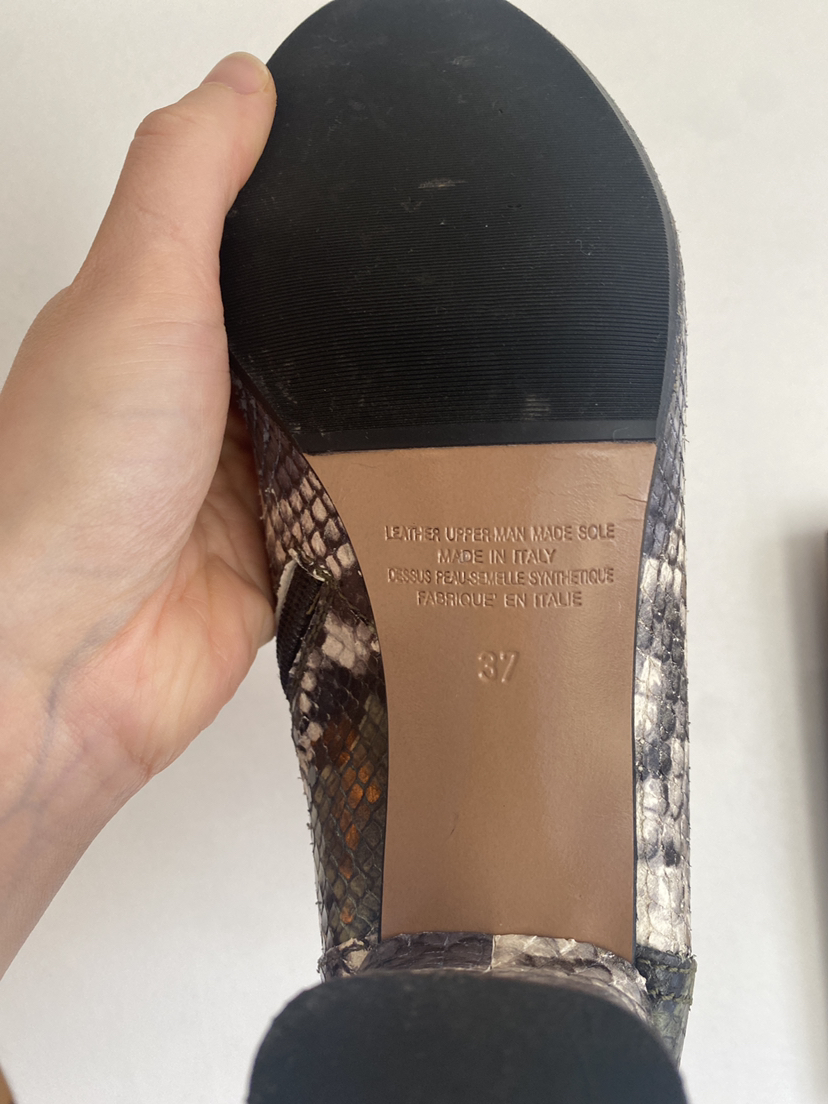 LEATHER UPPER MAN MADE SOLE
MADE IN ITALY
DESSUS PEAU-SEMELLE SYNTHETIQUE
FABRIQUE' EN ITALIE
37